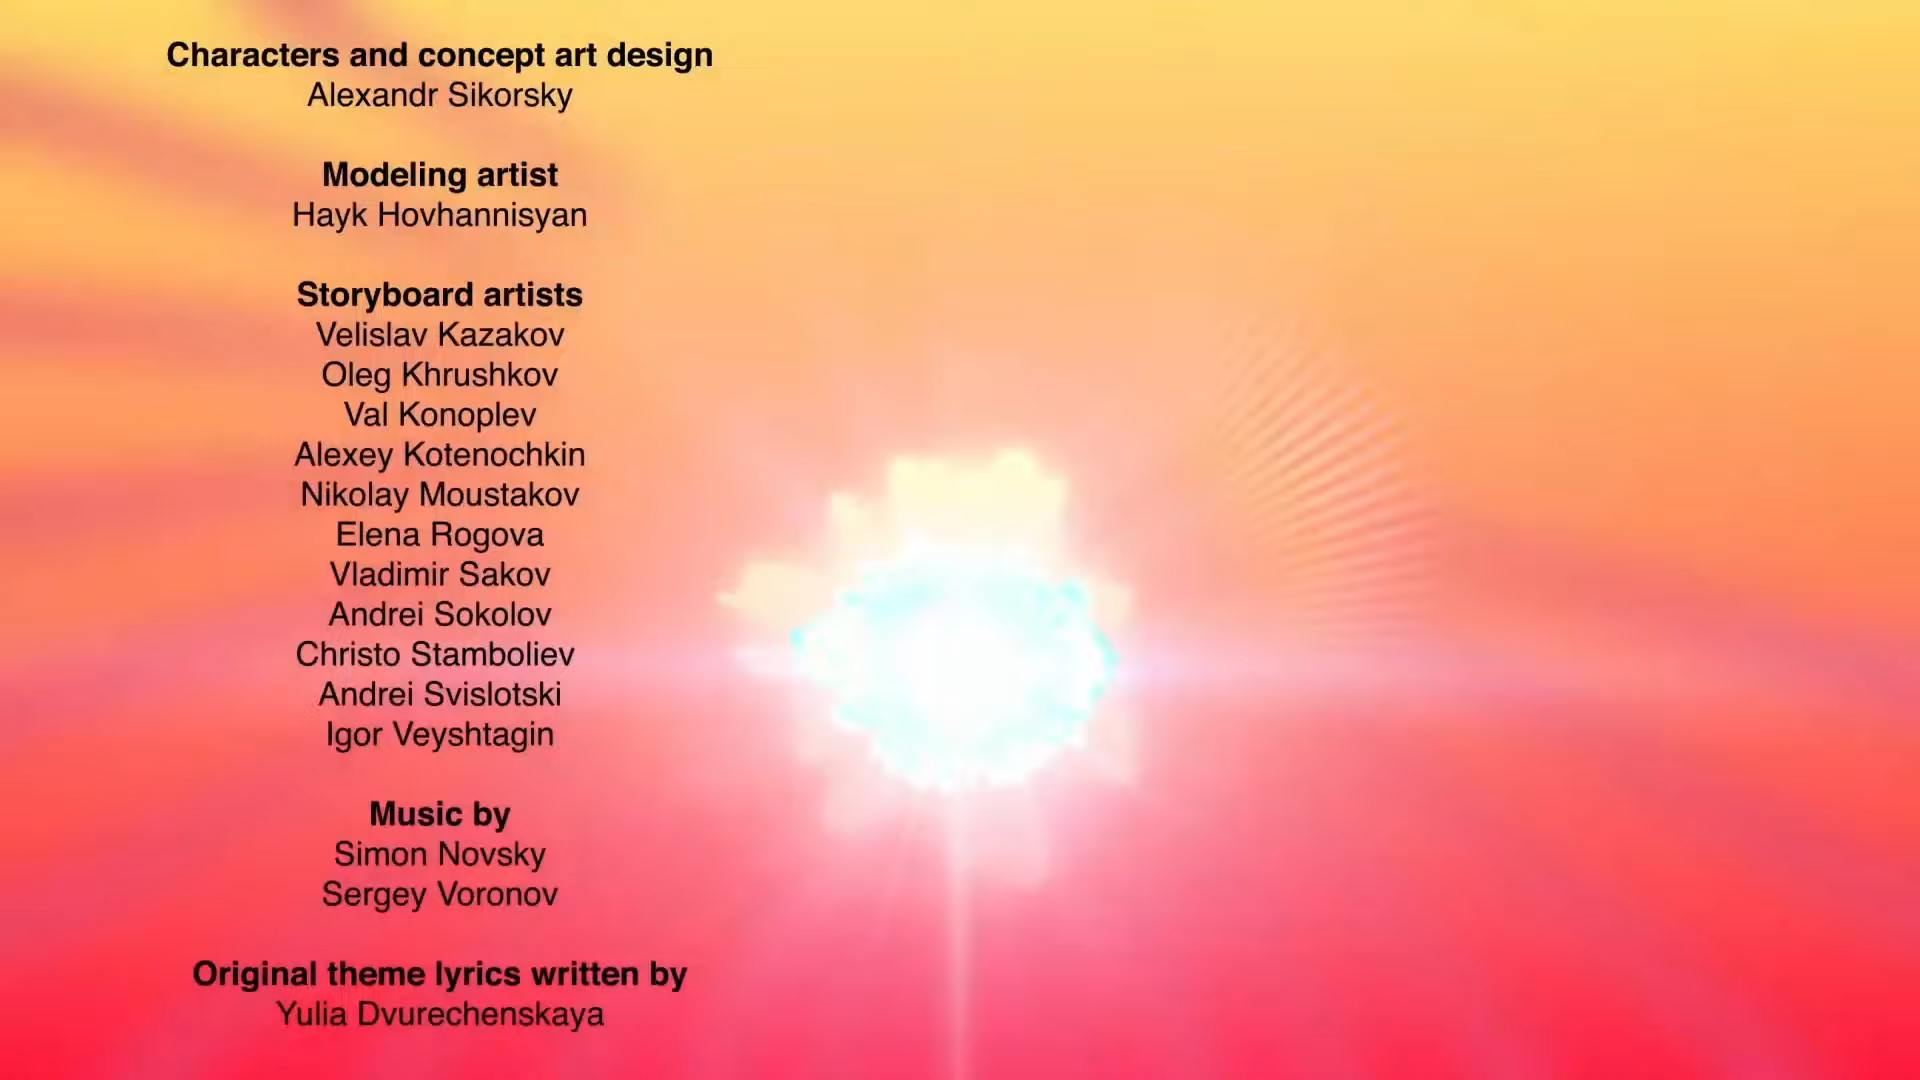 Characters and concept art design
Alexandr Sikorsky
Modeling artist
Hayk Hovhannisyan
Storyboard artists
Velislav Kazakov
Oleg Khrushkov
Val Konoplev
Alexey Kotenochkin
Nikolay Moustakov
Elena Rogova
Vladimir Sakov
Andrei Sokolov
Christo Stamboliev
Andrei Svislotski
Igor Veyshtagin
Music by
Simon Novsky
Sergey Voronov
Original theme lyrics written by
Yulia Dvurechenskaya